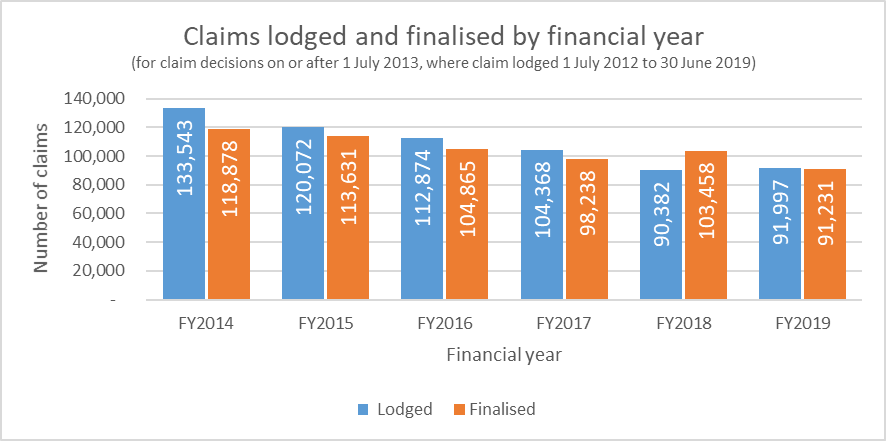 Claims lodged and finalised by financial year
(for claim decisions on or after 1 July 2013, where claim lodged 1 July 2012 to 30 June 2019)
Number of claims
140,000
120,000
100,000
80,000
60,000
40,000
20,000
-
133,543
118,878
120,072
113,631
112,874
104,865
104,368
98,238
90,382
103,458
91,997
91,231
FY2014
FY2015
FY2016
FY2017
FY2018
FY2019
Financial year
Lodged
Finalised